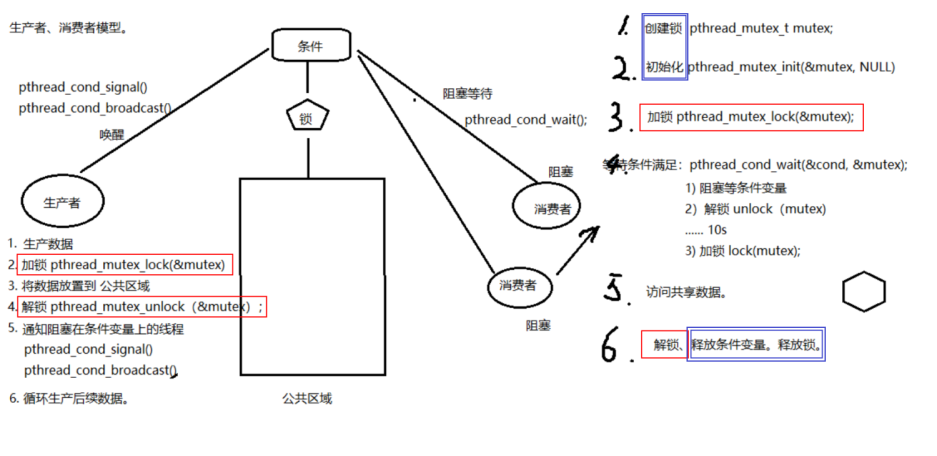 生产者、消费者模型。
条件
pthread_cond_signal()
pthread_cond_broadcast()
唤醒
锁
阻塞等待
pthread_cond_wait();
阻塞
生产者
消费者
消费者
阻塞
1. 生产数据
2. 加锁 pthread_mutex_lock(&mutex)
3. 将数据放置到 公共区域
4. 解锁 pthread_mutex_unlock（&mutex）;
5. 通知阻塞在条件变量上的线程
pthread_cond_signal()
pthread_cond_broadcast()
6. 循环生产后续数据。
公共区域
1. 创建锁 pthread_mutex_t mutex;
2. 初始化 pthread_mutex_init(&mutex, NULL)
3. 加锁 pthread_mutex_lock(&mutex);
4. 等待条件满足：pthread_cond_wait(&cond, &mutex);
1) 阻塞等条件变量
2）解锁 unlock（mutex)
...... 10s
3) 加锁 lock(mutex);
5. 访问共享数据。
6. 解锁、释放条件变量。释放锁。